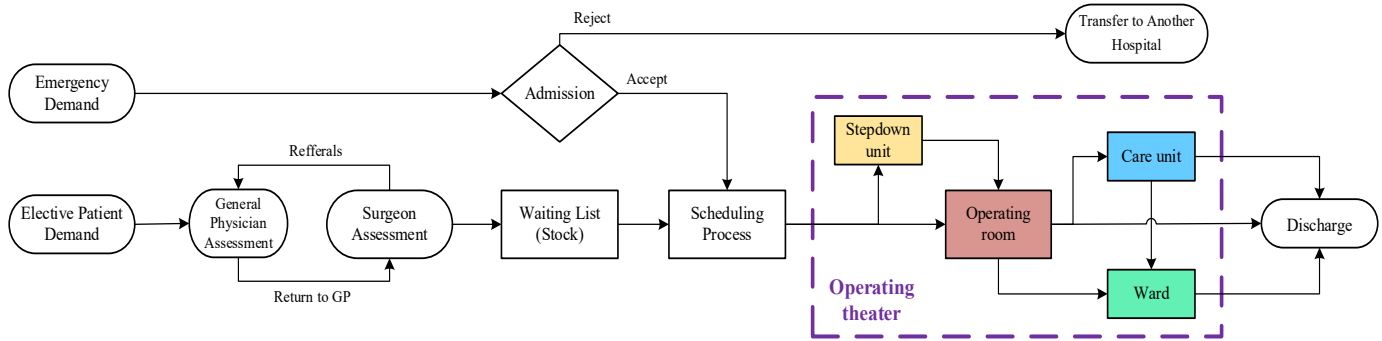 Reject
Transfer to Another
Hospital
Emergency
Demand
Admission
Accept
Stepdown
unit
Care unit
Refferals
Elective Patient
Demand
General
Physician
Assessment
Surgeon
Assessment
Waiting List
(Stock)
Scheduling
Process
Operating
room
Discharge
Return to GP
Operating
theater
Ward